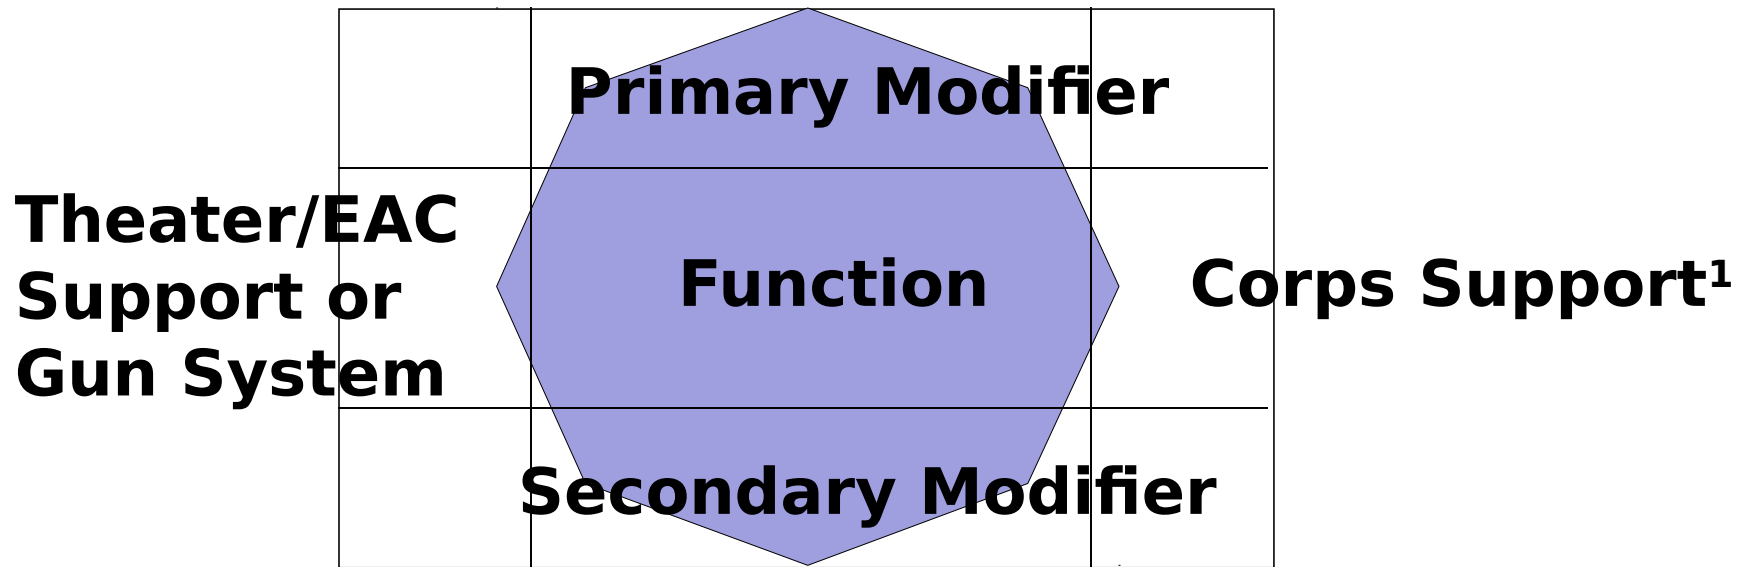 Primary Modifier
Theater/EAC
Support or
Gun System
Function
Corps Support¹
Secondary Modifier